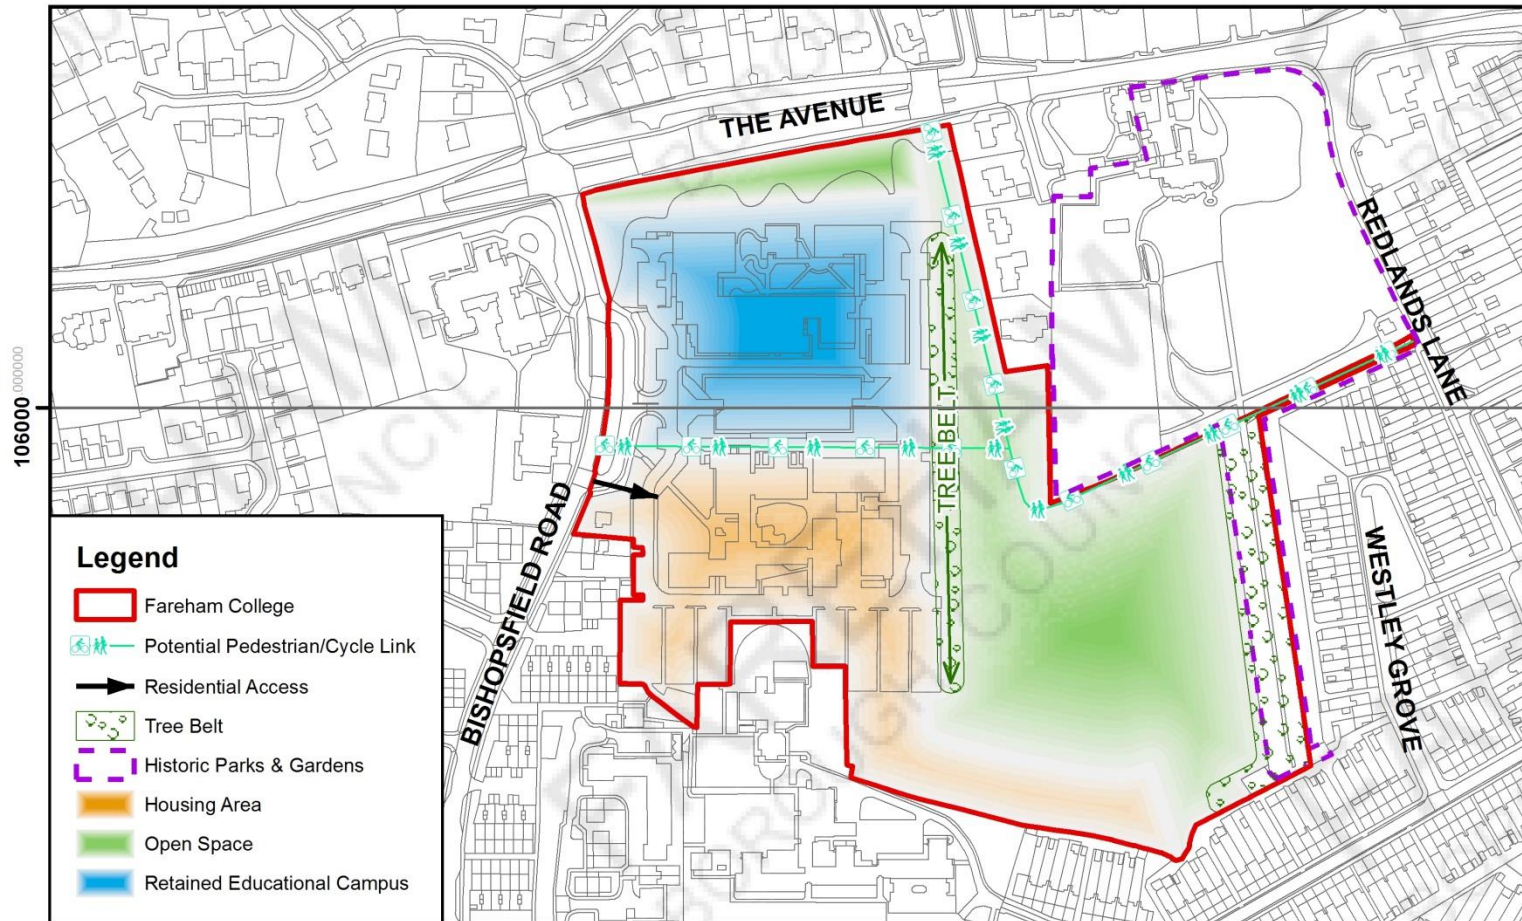 THE AVENUE
REDLANDS LANE
106000
0000000
TREE BELT
BISHOPSFIELD ROAD
WESTLEY GROVE
Legend
Fareham College
Potential Pedestrian/Cycle Link
Residential Access
Tree Belt
Historic Parks & Gardens
Housing Area
Open Space
Retained Educational Campus